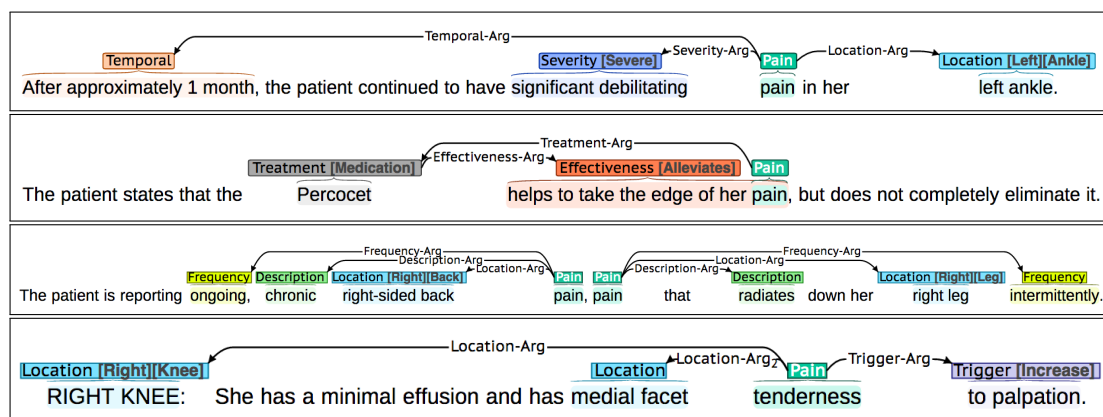 Temporal-Arg
Severity-Arg Location-Arg
Temporal Severity [Severe] Pain Location [Left][Ankle]
After approximately 1 month, the patient continued to have significant debilitating pain in her left ankle.
Treatment-Arg
Effectiveness-Arg
Treatment [Medication] Effectiveness [Alleviates] Pain
The patient states that the Percocet helps to take the edge of her pain, but does not completely eliminate it.
Frequency-Arg Frequency-Arg
Description-Arg Location-Arg
Location-Arg Description-Arg
Frequency Description Location [Right][Back] Pain Pain Description Location [Right][Leg] Frequency
The patient is reporting ongoing, chronic right-sided back pain, pain that radiates down her right leg intermittently.
Location-Arg
Location-Arg2 Trigger-Arg
Location [Right][Knee] Location Pain Trigger [Increase]
RIGHT KNEE: She has a minimal effusion and has medial facet tenderness to palpation.